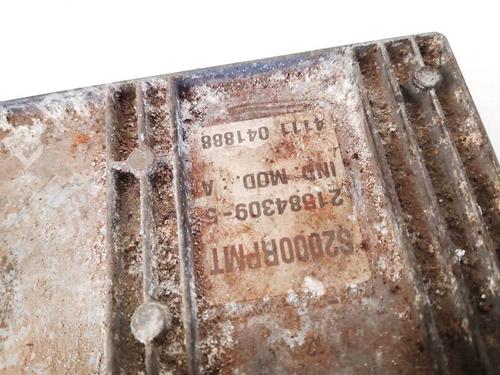 S2000RPMT
21584309-5
IND MOD. A
4111 041888